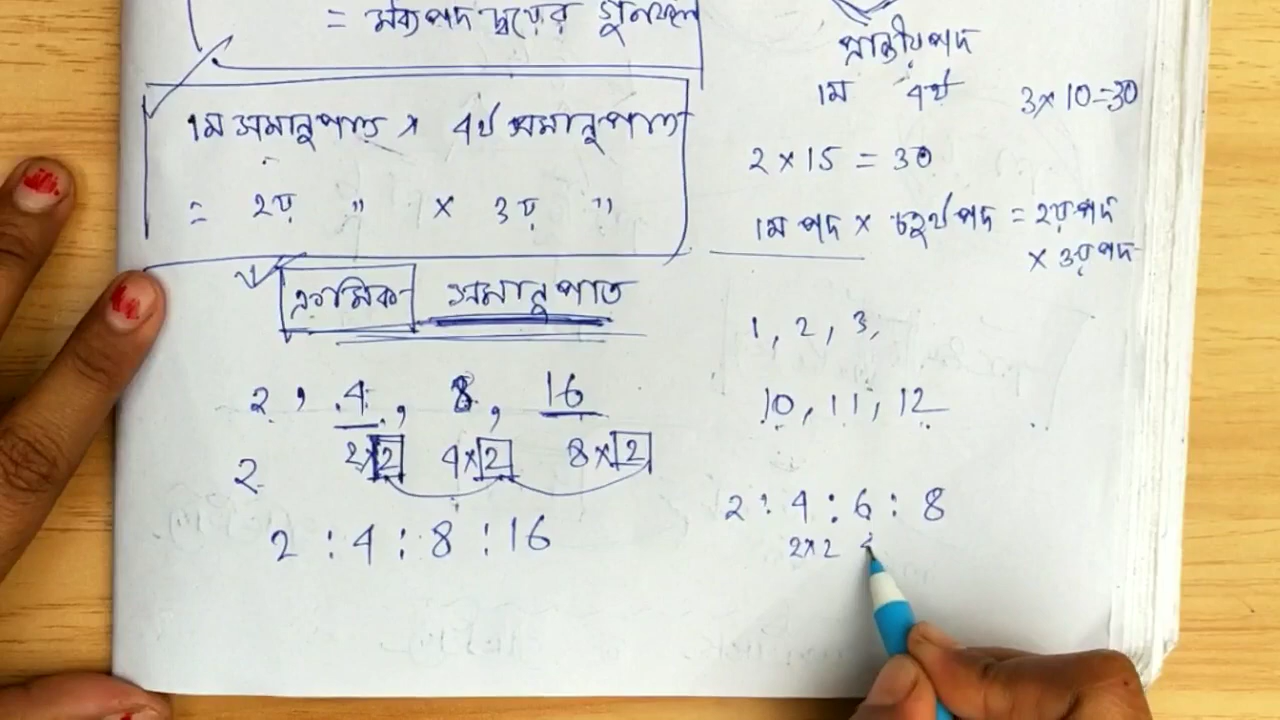 = মধ্যপদ দ্বয়ের গুনফল
১ম সমানুপাত × ৪র্থ সমানুপাত
= ২য় " × ৩য় "
ক্রমিক সমানুপাত
2, 4, 8, 16
2×2 4×2 8×2
2
2 : 4 : 8 : 16
প্রান্তীয় পদ
১ম ৪র্থ 3×10=30
2 × 15 = 30
১ম পদ × চতুর্থ পদ = ২য় পদ
× ৩য় পদ
1, 2, 3,
10, 11, 12
2 : 4 : 6 : 8
2×2